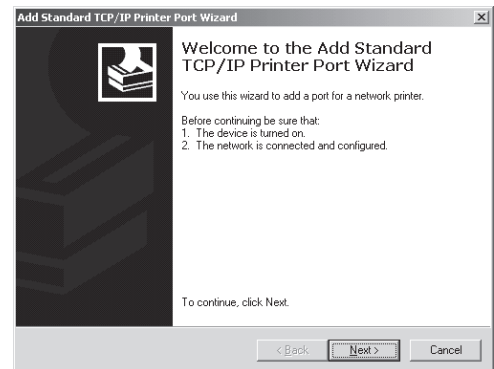 Add Standard TCP/IP Printer Port Wizard
Welcome to the Add Standard
TCP/IP Printer Port Wizard
You use this wizard to add a port for a network printer.
Before continuing be sure that:
1. The device is turned on.
2. The network is connected and configured.
To continue, click Next.
< Back Next > Cancel